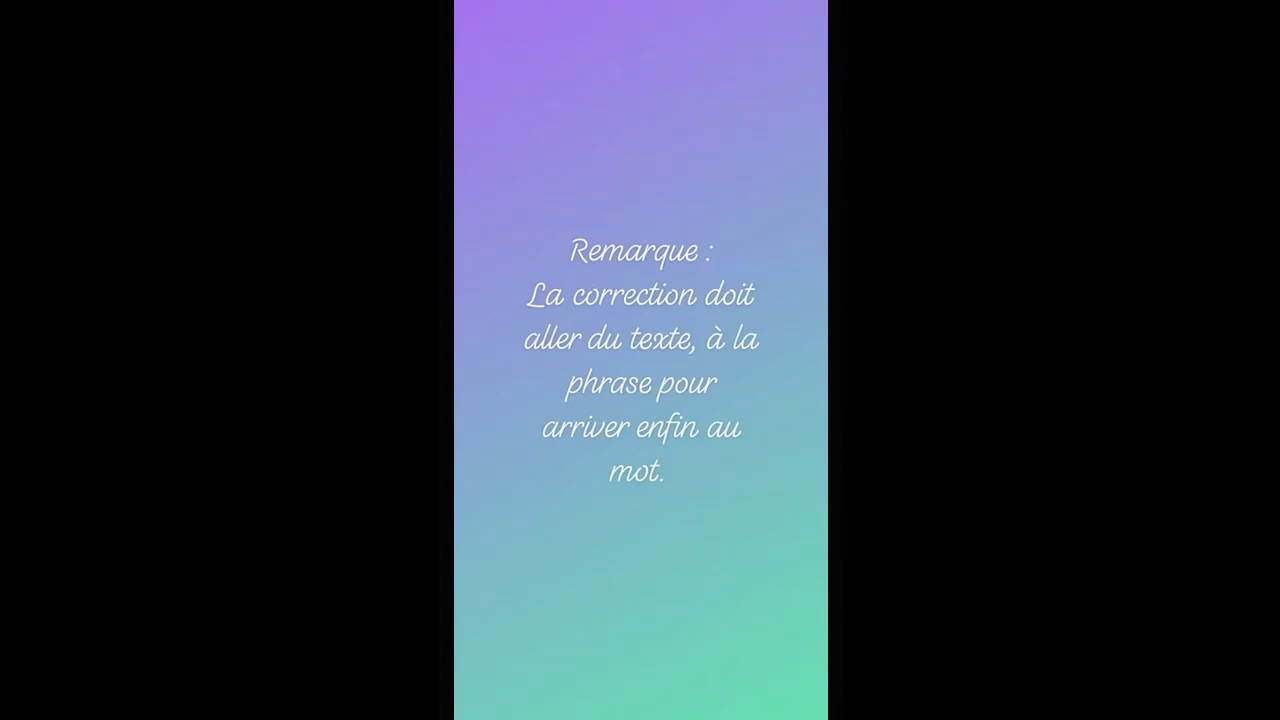 Remarque :
La correction doit
aller du texte, à la
phrase pour
arriver enfin au
mot.